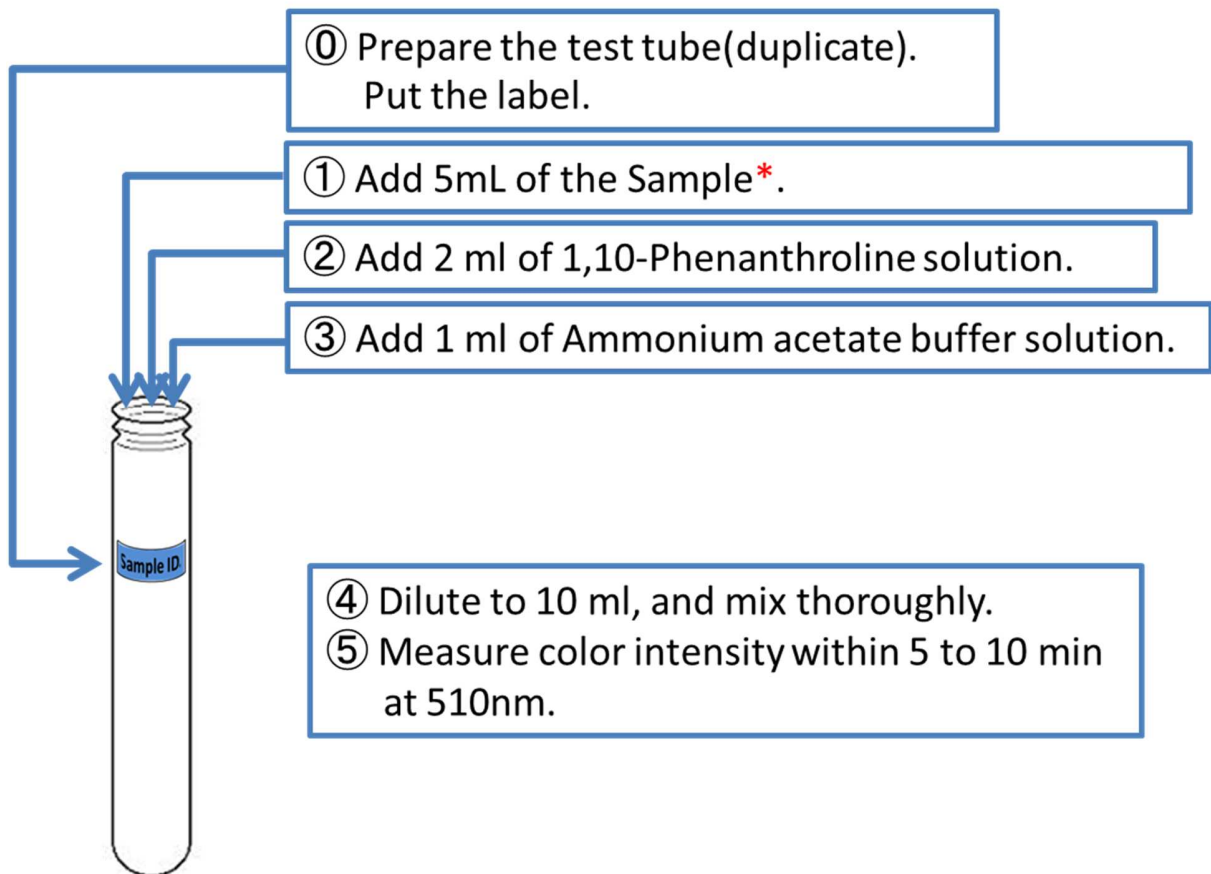 ⓪ Prepare the test tube(duplicate).
Put the label.
① Add 5mL of the Sample*.
② Add 2 ml of 1,10-Phenanthroline solution.
③ Add 1 ml of Ammonium acetate buffer solution.
Sample ID.
④ Dilute to 10 ml, and mix thoroughly.
⑤ Measure color intensity within 5 to 10 min
at 510nm.